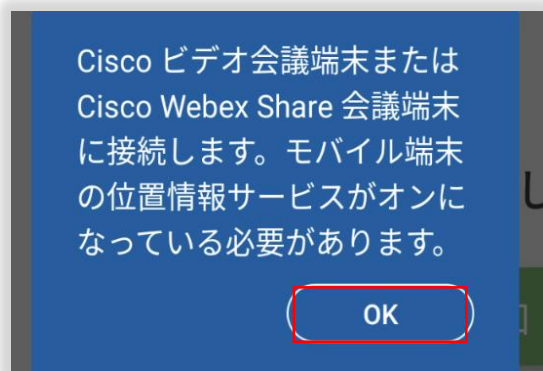 Cisco ビデオ会議端末または
Cisco Webex Share 会議端末
に接続します。モバイル端末
の位置情報サービスがオンに
なっている必要があります。
し
OK